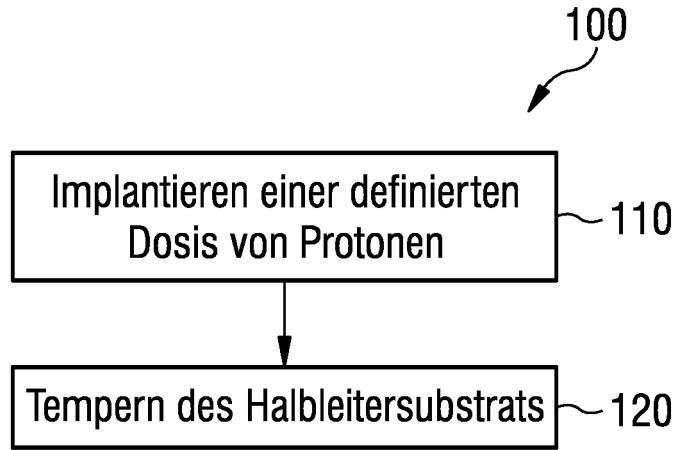 100
Implantieren einer definierten
Dosis von Protonen
110
Tempern des Halbleitersubstrats
120